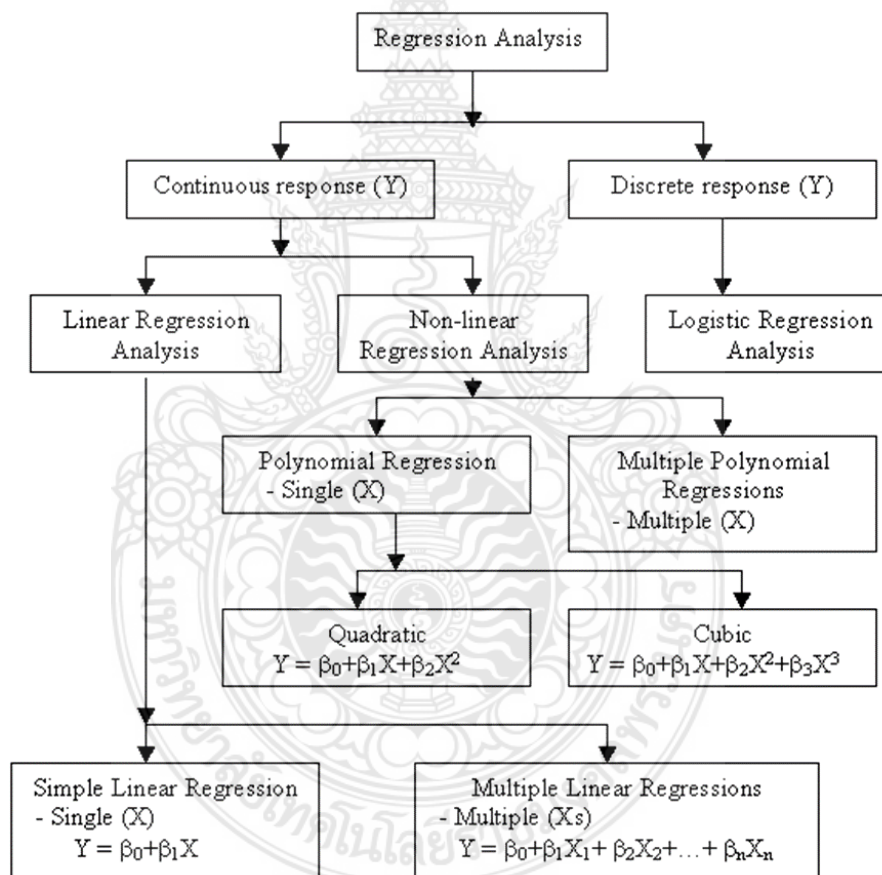 Regression Analysis
Continuous response (Y)
Discrete response (Y)
Linear Regression
Analysis
Non-linear
Regression Analysis
Logistic Regression
Analysis
Polynomial Regression
- Single (X)
Multiple Polynomial
Regressions
- Multiple (X)
Quadratic
Y = β₀+β₁X+β₂X²
Cubic
Y = β₀+β₁X+β₂X²+β₃X³
Simple Linear Regression
- Single (X)
Y = β₀+β₁X
Multiple Linear Regressions
- Multiple (Xs)
Y = β₀+β₁X₁+ β₂X₂+…+ βₙXₙ